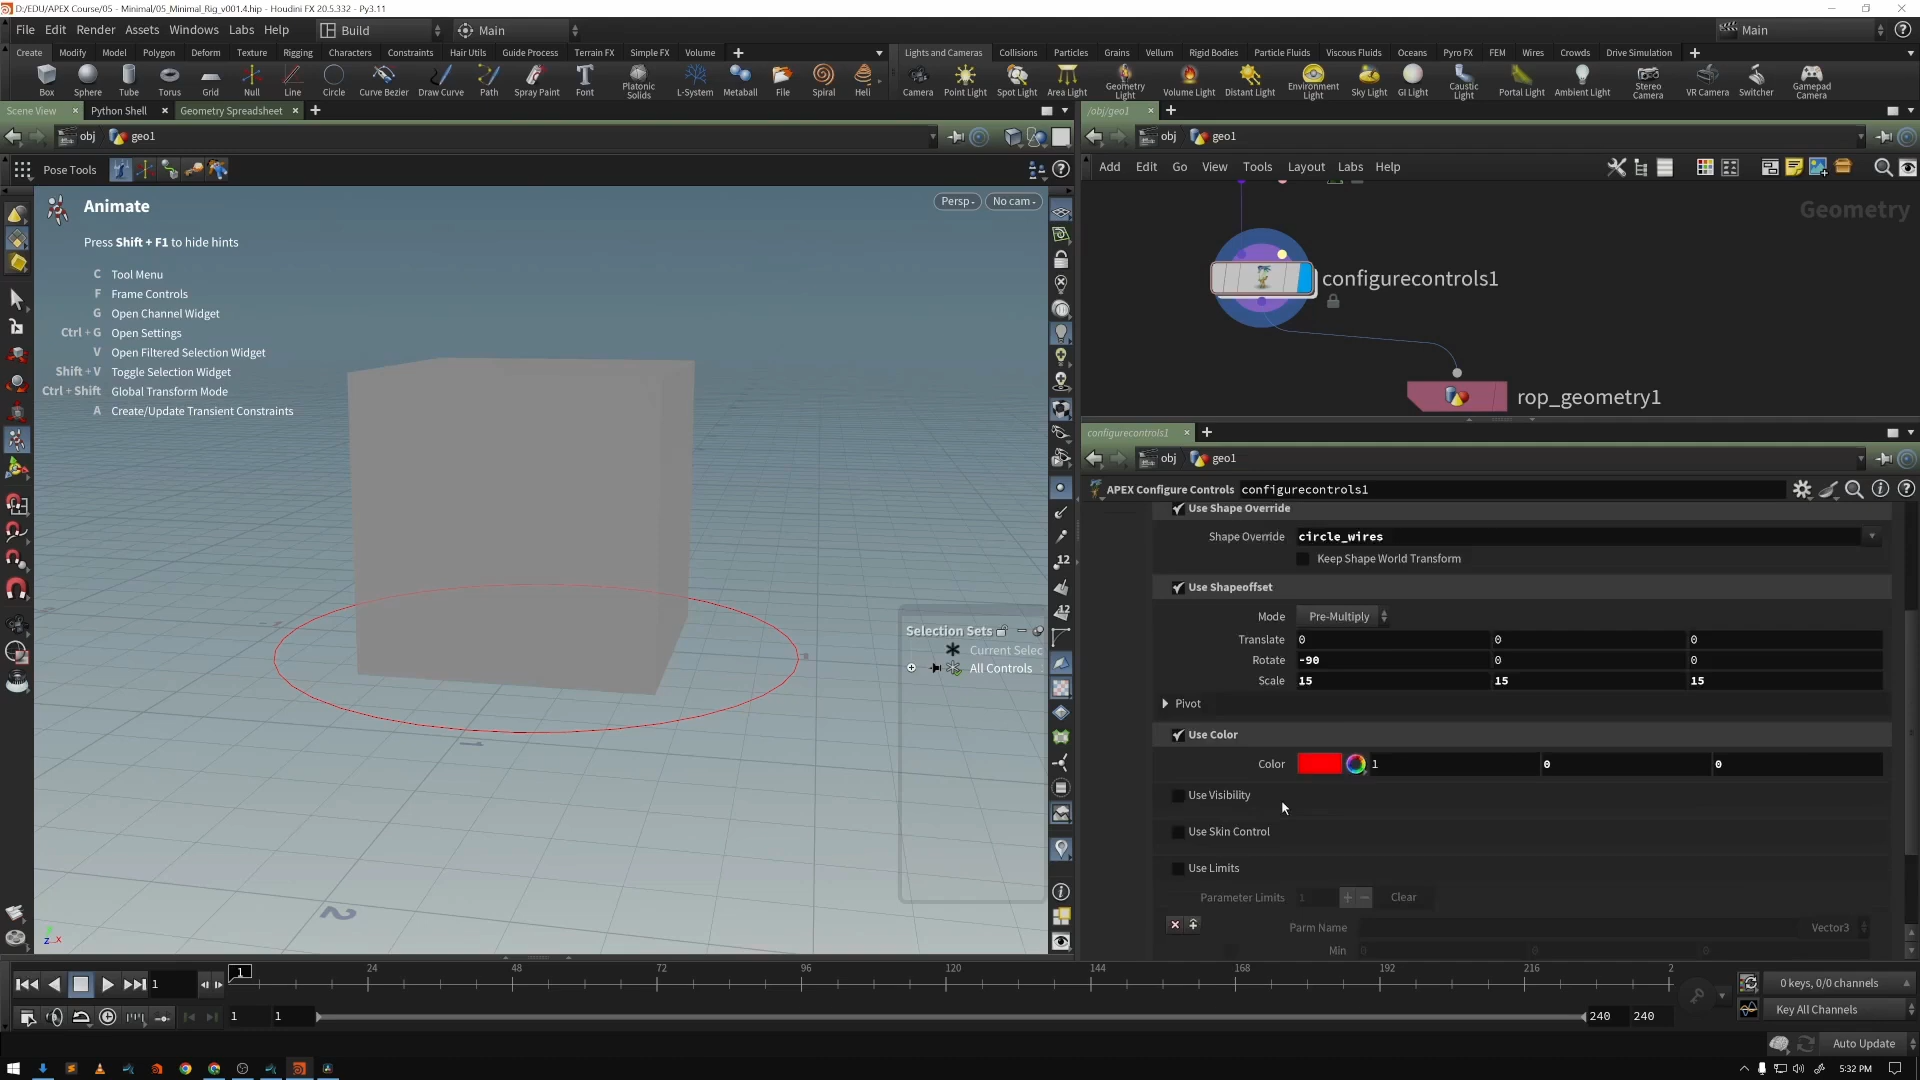 D:/EDU/APEX Course/05 - Minimal/05_Minimal_Rig_v001.4.hip - Houdini FX 20.5.332 - Py3.11
File Edit Render Assets Windows Labs Help Build Main Main
Create Modify Model Polygon Deform Texture Rigging Characters Constraints Hair Utils Guide Process Terrain FX Simple FX Volume
Lights and Cameras Collisions Particles Grains Vellum Rigid Bodies Particle Fluids Viscous Fluids Oceans Pyro FX FEM Wires Crowds Drive Simulation
Box Sphere Tube Torus Grid Null Line Circle Curve Bezier Draw Curve Path Spray Paint Font Platonic Solids L-System Metaball File Spiral Heli
Camera Point Light Spot Light Area Light Geometry Light Volume Light Distant Light Environment Light Sky Light GI Light Caustic Light Portal Light Ambient Light Stereo Camera VR Camera Switcher Gamepad Camera
Scene View Python Shell Geometry Spreadsheet
/obj/geo1
obj geo1
obj geo1
Pose Tools
Add Edit Go View Tools Layout Labs Help
Animate
Persp No cam
Geometry
Press Shift + F1 to hide hints
C Tool Menu
F Frame Controls
G Open Channel Widget
Ctrl + G Open Settings
V Open Filtered Selection Widget
Shift + V Toggle Selection Widget
Ctrl + Shift Global Transform Mode
A Create/Update Transient Constraints
configurecontrols1
rop_geometry1
configurecontrols1
obj geo1
APEX Configure Controls configurecontrols1
Use Shape Override
Shape Override circle_wires
Keep Shape World Transform
Use Shapeoffset
Mode Pre-Multiply
Translate 0 0 0
Rotate -90 0 0
Scale 15 15 15
Pivot
Use Color
Color 1 0 0
Use Visibility
Use Skin Control
Use Limits
Parameter Limits 1 Clear
Parm Name Vector3
Min 0 0 0
Selection Sets
Current Selec
All Controls
12
12
2
z x
1 1 24 48 72 96 120 144 168 192 216 2
0 keys, 0/0 channels
1 1 240 240
Key All Channels
Auto Update
5:32 PM